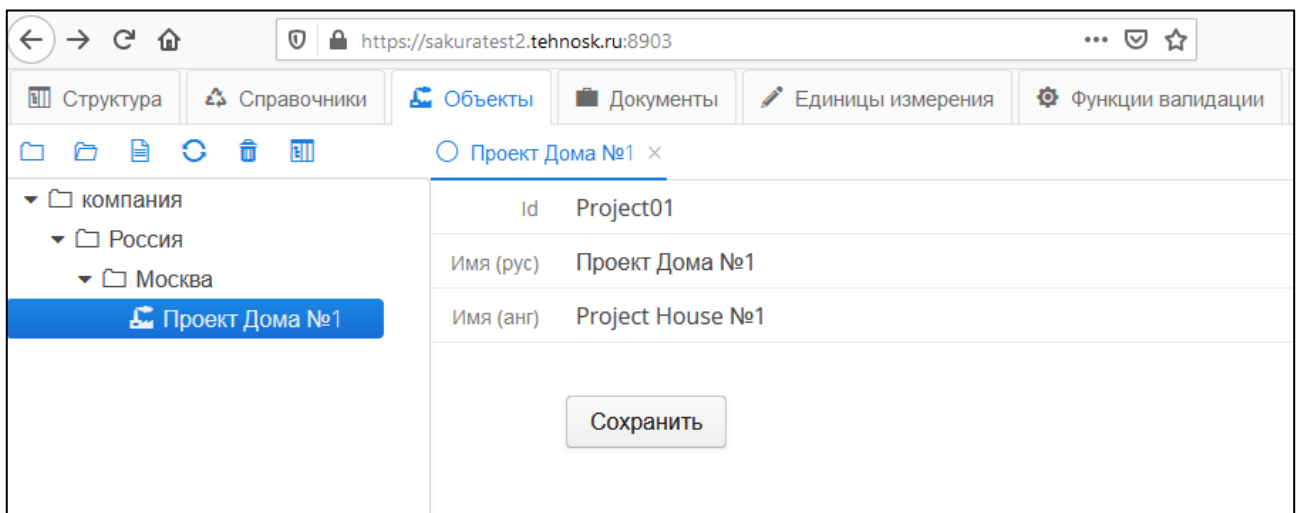 https://sakuratest2.tehnosk.ru:8903
Структура Справочники Объекты Документы Единицы измерения Функции валидации
Проект Дома №1
компания
Россия
Москва
Проект Дома №1
Id Project01
Имя (рус) Проект Дома №1
Имя (анг) Project House №1
Сохранить